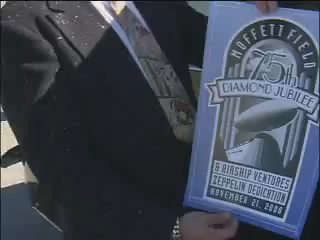 MOFFETT FIELD
75th
DIAMOND JUBILEE
& AIRSHIP VENTURES
ZEPPELIN DEDICATION
NOVEMBER 21, 2008